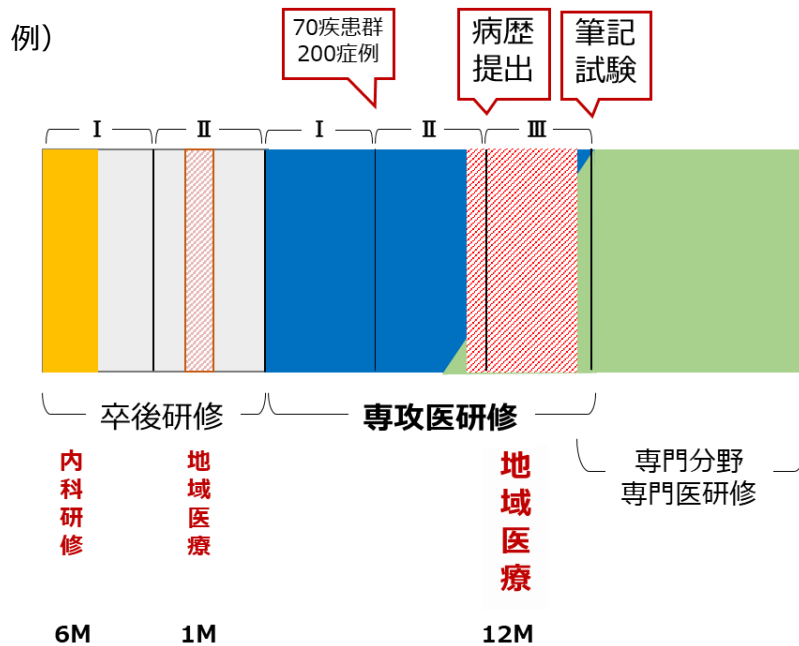 例）
70疾患群
200症例
病歴
提出
筆記
試験
Ⅰ
Ⅱ
Ⅰ
Ⅱ
Ⅲ
卒後研修
専攻医研修
専門分野
専門医研修
内科研修
地域医療
地域医療
6M
1M
12M